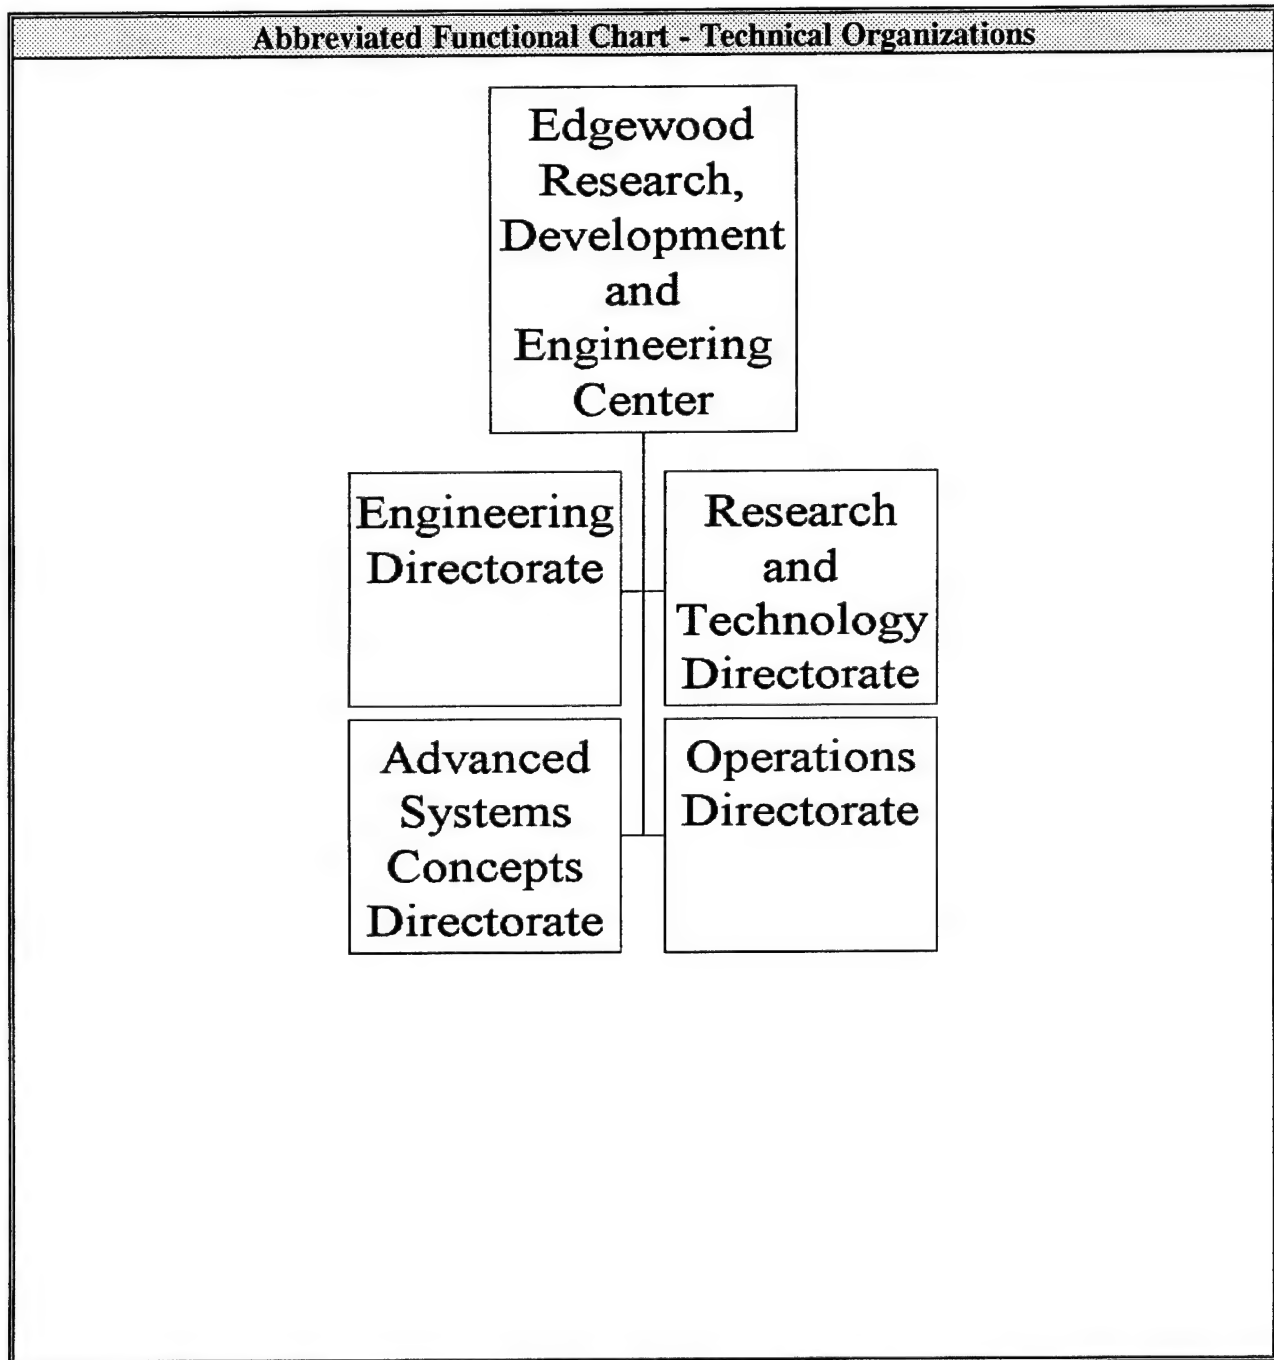 Abbreviated Functional Chart - Technical Organizations
Edgewood
Research,
Development
and
Engineering
Center
Engineering
Directorate
Research
and
Technology
Directorate
Advanced
Systems
Concepts
Directorate
Operations
Directorate